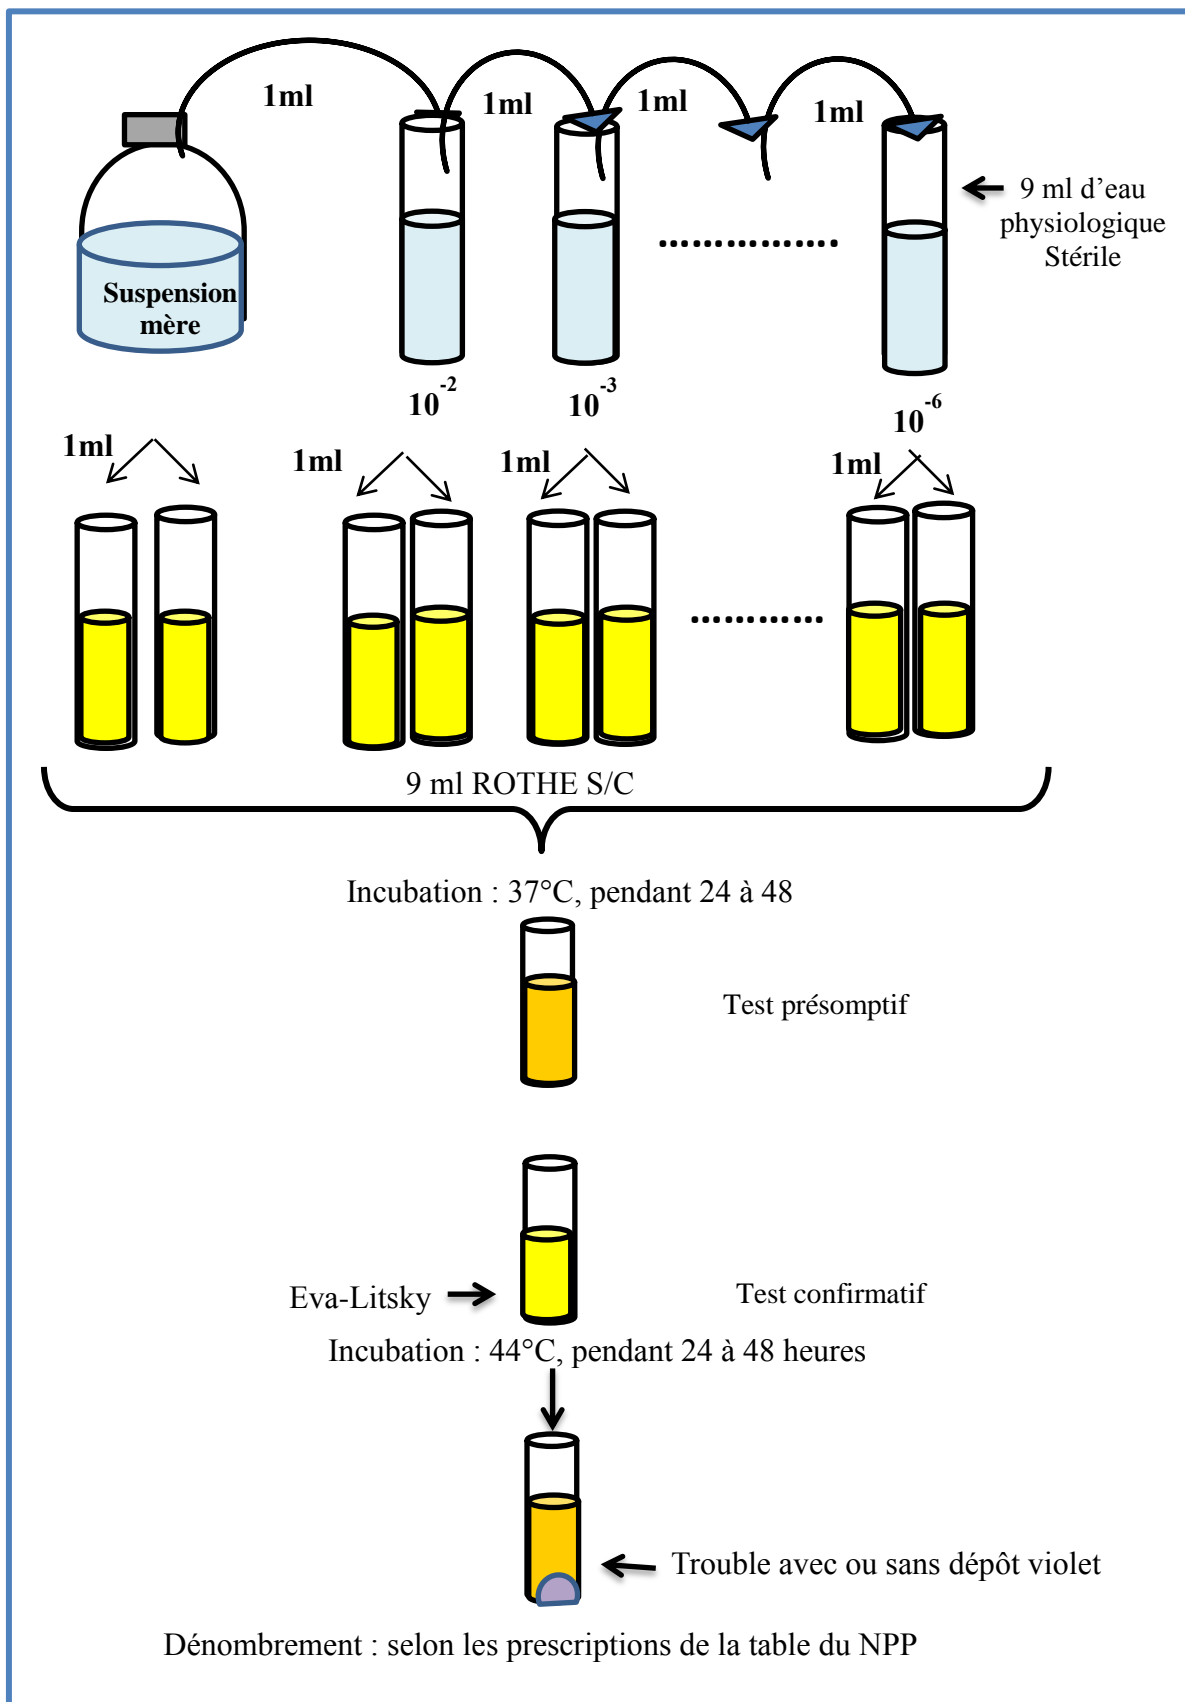 1ml
1ml
1ml
1ml
9 ml d’eau
physiologique
Stérile
Suspension
mère
10-2
10-3
10-6
1ml
1ml
1ml
1ml
9 ml ROTHE S/C
Incubation : 37°C, pendant 24 à 48
Test présomptif
Eva-Litsky
Test confirmatif
Incubation : 44°C, pendant 24 à 48 heures
Trouble avec ou sans dépôt violet
Dénombrement : selon les prescriptions de la table du NPP